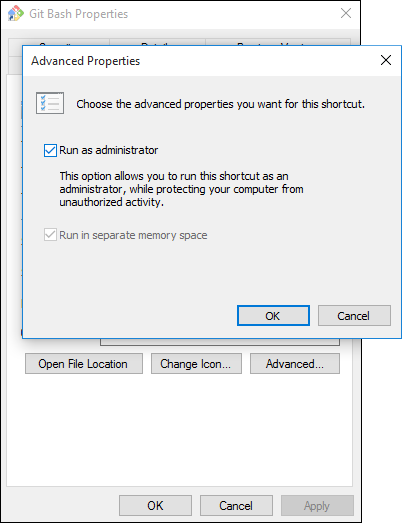 Git Bash Properties
Advanced Properties
Choose the advanced properties you want for this shortcut.
Run as administrator
This option allows you to run this shortcut as an
administrator, while protecting your computer from
unauthorized activity.
Run in separate memory space
OK
Cancel
Open File Location
Change Icon...
Advanced...
OK
Cancel
Apply